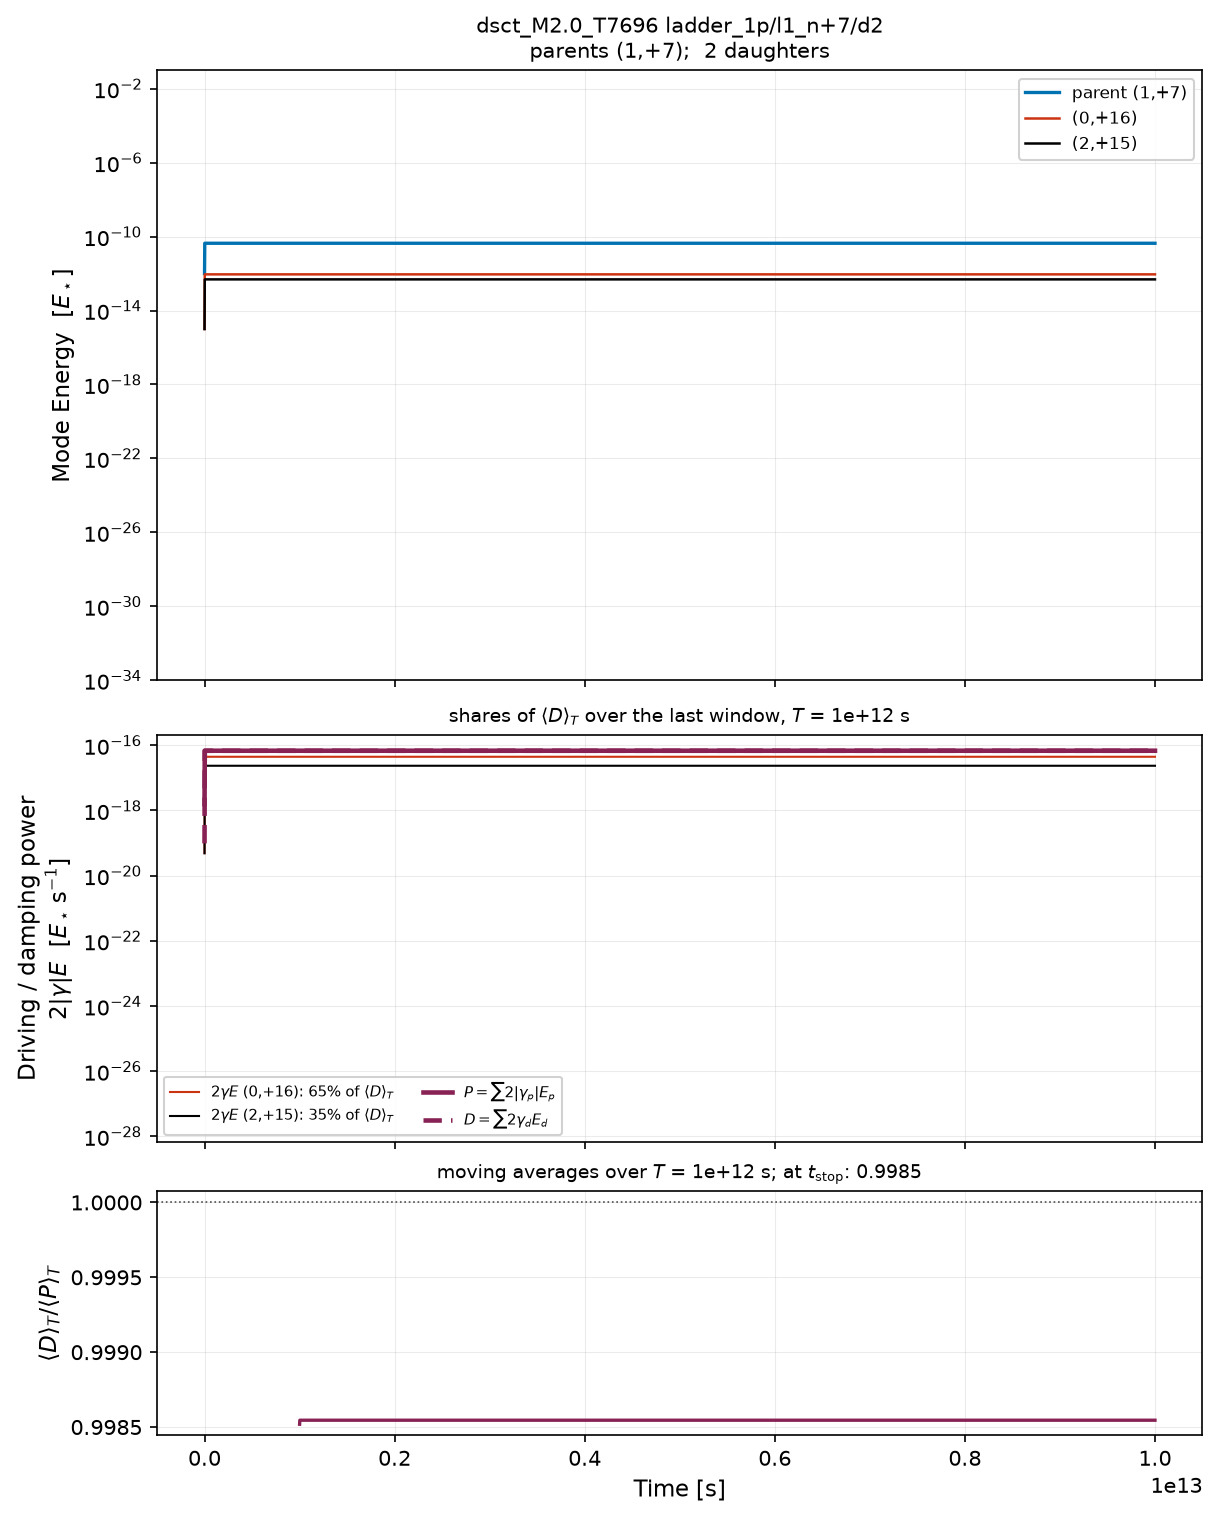 dsct_M2.0_T7696 ladder_1p/l1_n+7/d2
parents (1,+7);  2 daughters
parent (1,+7)
(0,+16)
(2,+15)
Mode Energy [E⋆]
10⁻²
10⁻⁶
10⁻¹⁰
10⁻¹⁴
10⁻¹⁸
10⁻²²
10⁻²⁶
10⁻³⁰
10⁻³⁴
shares of ⟨D⟩_T over the last window, T = 1e+12 s
Driving / damping power
2|γ|E [E⋆ s⁻¹]
10⁻¹⁶
10⁻¹⁸
10⁻²⁰
10⁻²²
10⁻²⁴
10⁻²⁶
10⁻²⁸
2γE (0,+16): 65% of ⟨D⟩_T
2γE (2,+15): 35% of ⟨D⟩_T
P = ∑2|γ_p|E_p
D = ∑2γ_dE_d
moving averages over T = 1e+12 s; at t_stop: 0.9985
⟨D⟩_T/⟨P⟩_T
1.0000
0.9995
0.9990
0.9985
0.0 0.2 0.4 0.6 0.8 1.0
1e13
Time [s]